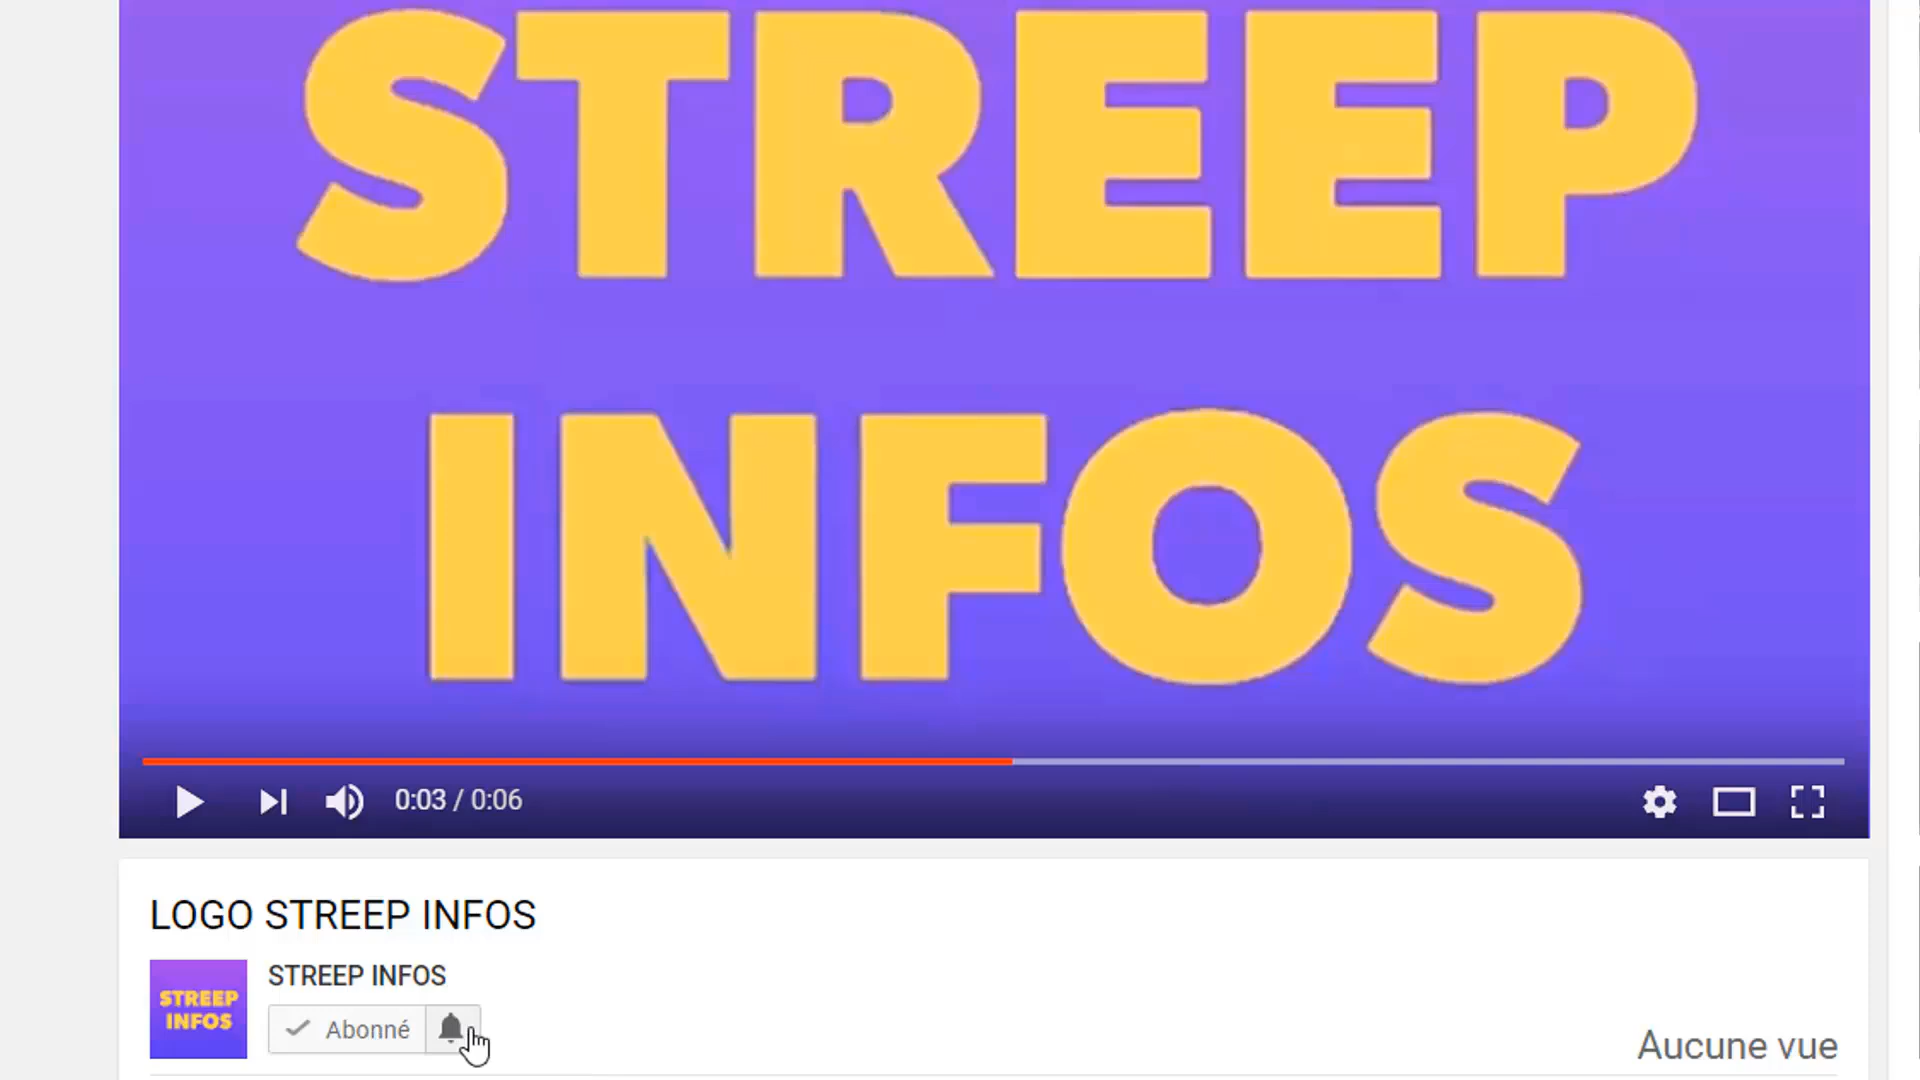 STREEP
INFOS
0:03 / 0:06
LOGO STREEP INFOS
STREEP INFOS
STREEP
INFOS
Abonné
Aucune vue